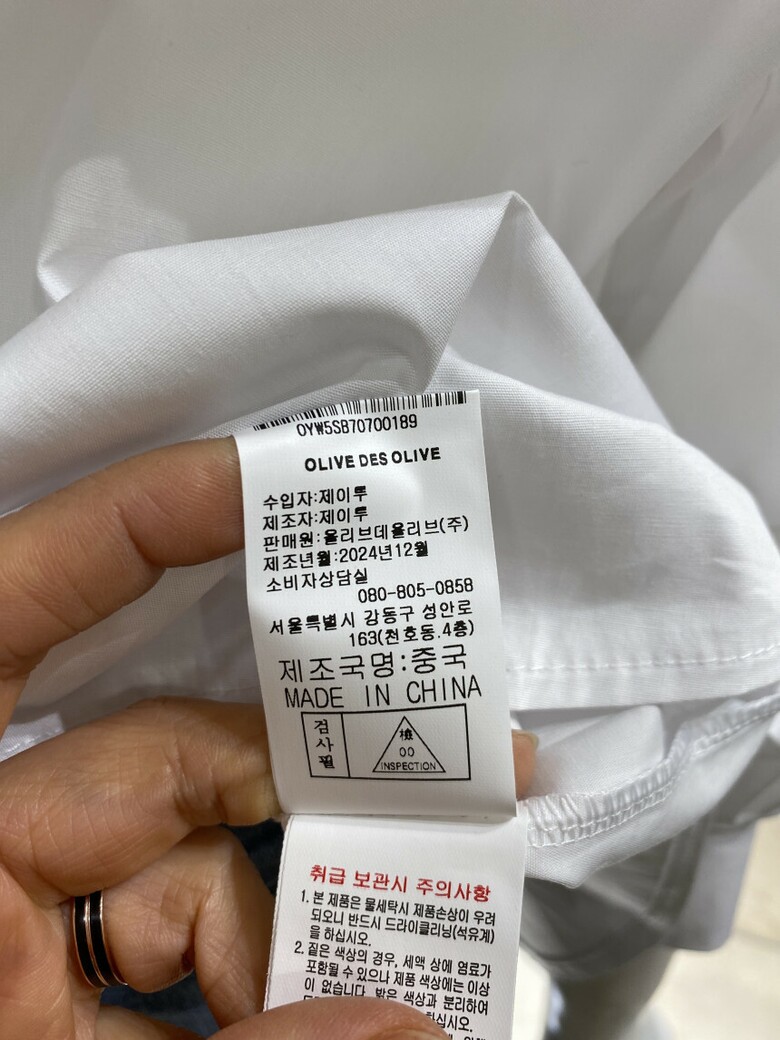 0YW5SB70700189
OLIVE DES OLIVE
수입자:제이투
제조자:제이투
판매원:올리브데올리브(주)
제조년월:2024년12월
소비자상담실
080-805-0858
서울특별시 강동구 성안로
163(천호동.4층)
제조국명:중국
MADE IN CHINA
검사필
檢
00
INSPECTION
취급 보관시 주의사항
1. 본 제품은 물세탁시 제품손상이 우려
되오니 반드시 드라이클리닝(석유계)
을 하십시오.
2. 짙은 색상의 경우, 세액 상에 염료가
포함될 수 있으나 제품 색상에는 이상
이 없습니다. 밝은 색상과 분리하여
하십시오.